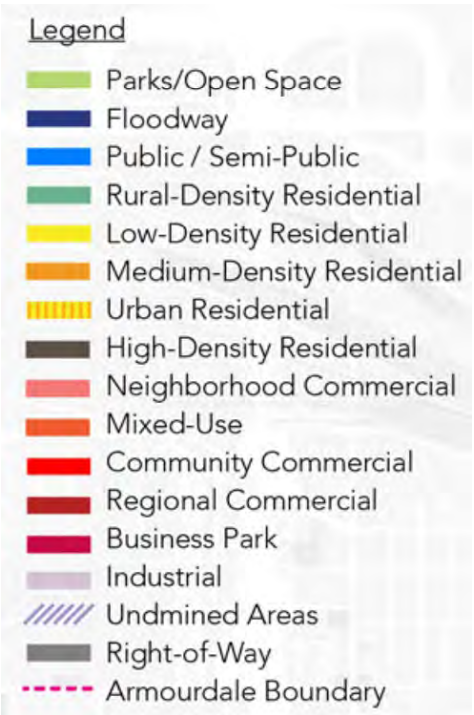 Legend
Parks/Open Space
Floodway
Public / Semi-Public
Rural-Density Residential
Low-Density Residential
Medium-Density Residential
Urban Residential
High-Density Residential
Neighborhood Commercial
Mixed-Use
Community Commercial
Regional Commercial
Business Park
Industrial
Undmined Areas
Right-of-Way
Armourdale Boundary